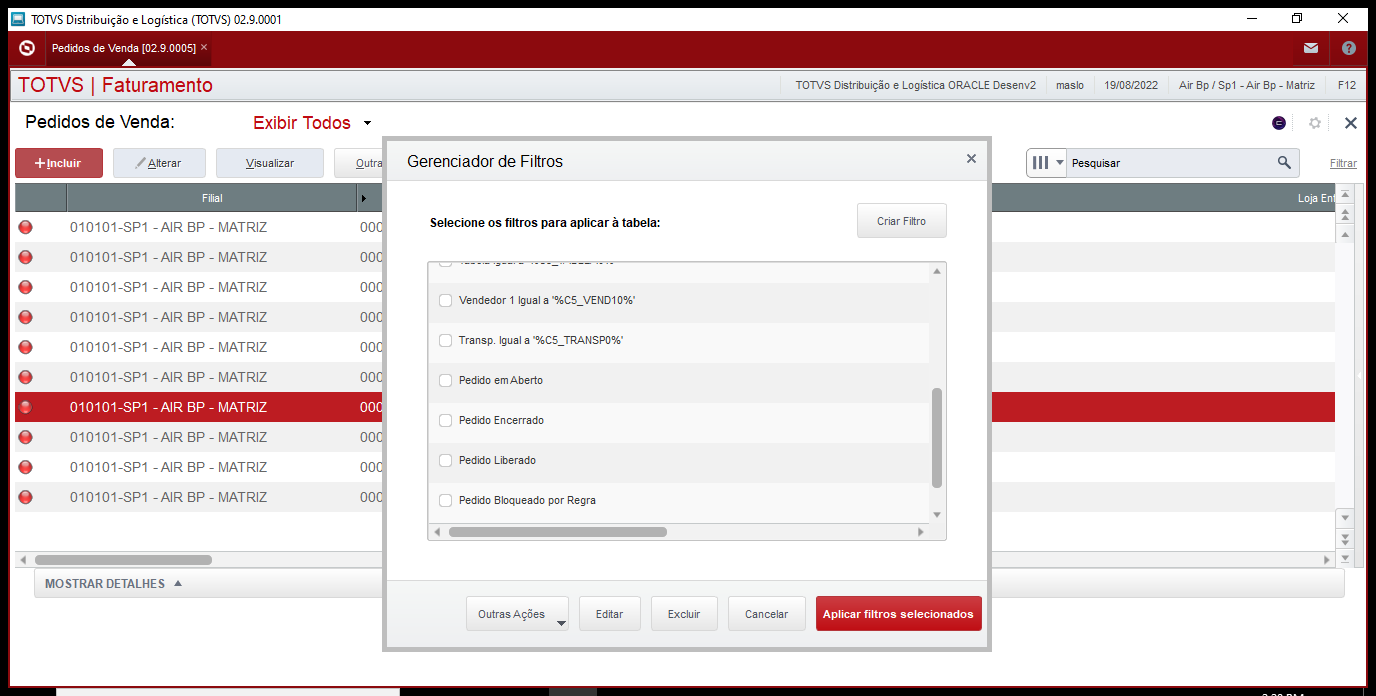 TOTVS Distribuição e Logística (TOTVS) 02.9.0001
Pedidos de Venda [02.9.0005] ×
TOTVS | Faturamento
TOTVS Distribuição e Logística ORACLE Desenv2 maslo 19/08/2022 Air Bp / Sp1 - Air Bp - Matriz F12
Pedidos de Venda: Exibir Todos
+Incluir Alterar Visualizar Outra
Pesquisar Filtrar
Filial Loja Ent
010101-SP1 - AIR BP - MATRIZ 000
010101-SP1 - AIR BP - MATRIZ 000
010101-SP1 - AIR BP - MATRIZ 000
010101-SP1 - AIR BP - MATRIZ 000
010101-SP1 - AIR BP - MATRIZ 000
010101-SP1 - AIR BP - MATRIZ 000
010101-SP1 - AIR BP - MATRIZ 000
010101-SP1 - AIR BP - MATRIZ 000
010101-SP1 - AIR BP - MATRIZ 000
010101-SP1 - AIR BP - MATRIZ 000
MOSTRAR DETALHES
Gerenciador de Filtros
Selecione os filtros para aplicar à tabela:
Criar Filtro
Vendedor 1 Igual a '%C5_VEND10%'
Transp. Igual a '%C5_TRANSP0%'
Pedido em Aberto
Pedido Encerrado
Pedido Liberado
Pedido Bloqueado por Regra
Outras Ações Editar Excluir Cancelar Aplicar filtros selecionados